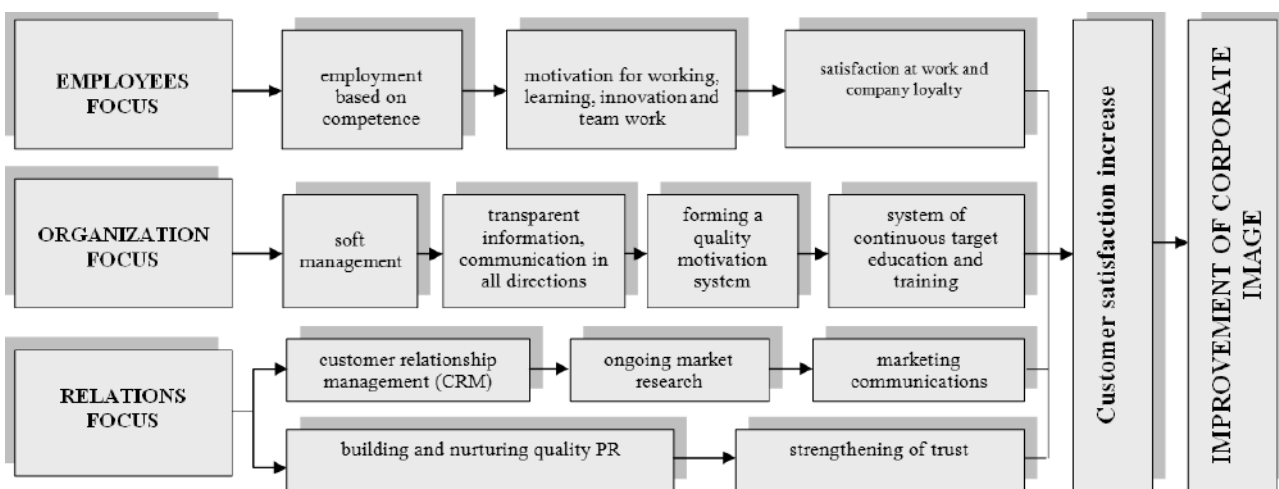 EMPLOYEES
FOCUS
employment
based on
competence
motivation for working,
learning, innovation and
team work
satisfaction at work and
company loyalty
ORGANIZATION
FOCUS
soft
management
transparent
information,
communication in
all directions
forming a
quality
motivation
system
system of
continuous target
education and
training
RELATIONS
FOCUS
customer relationship
management (CRM)
ongoing market
research
marketing
communications
building and nurturing quality PR
strengthening of trust
Customer satisfaction increase
IMPROVEMENT OF CORPORATE
IMAGE